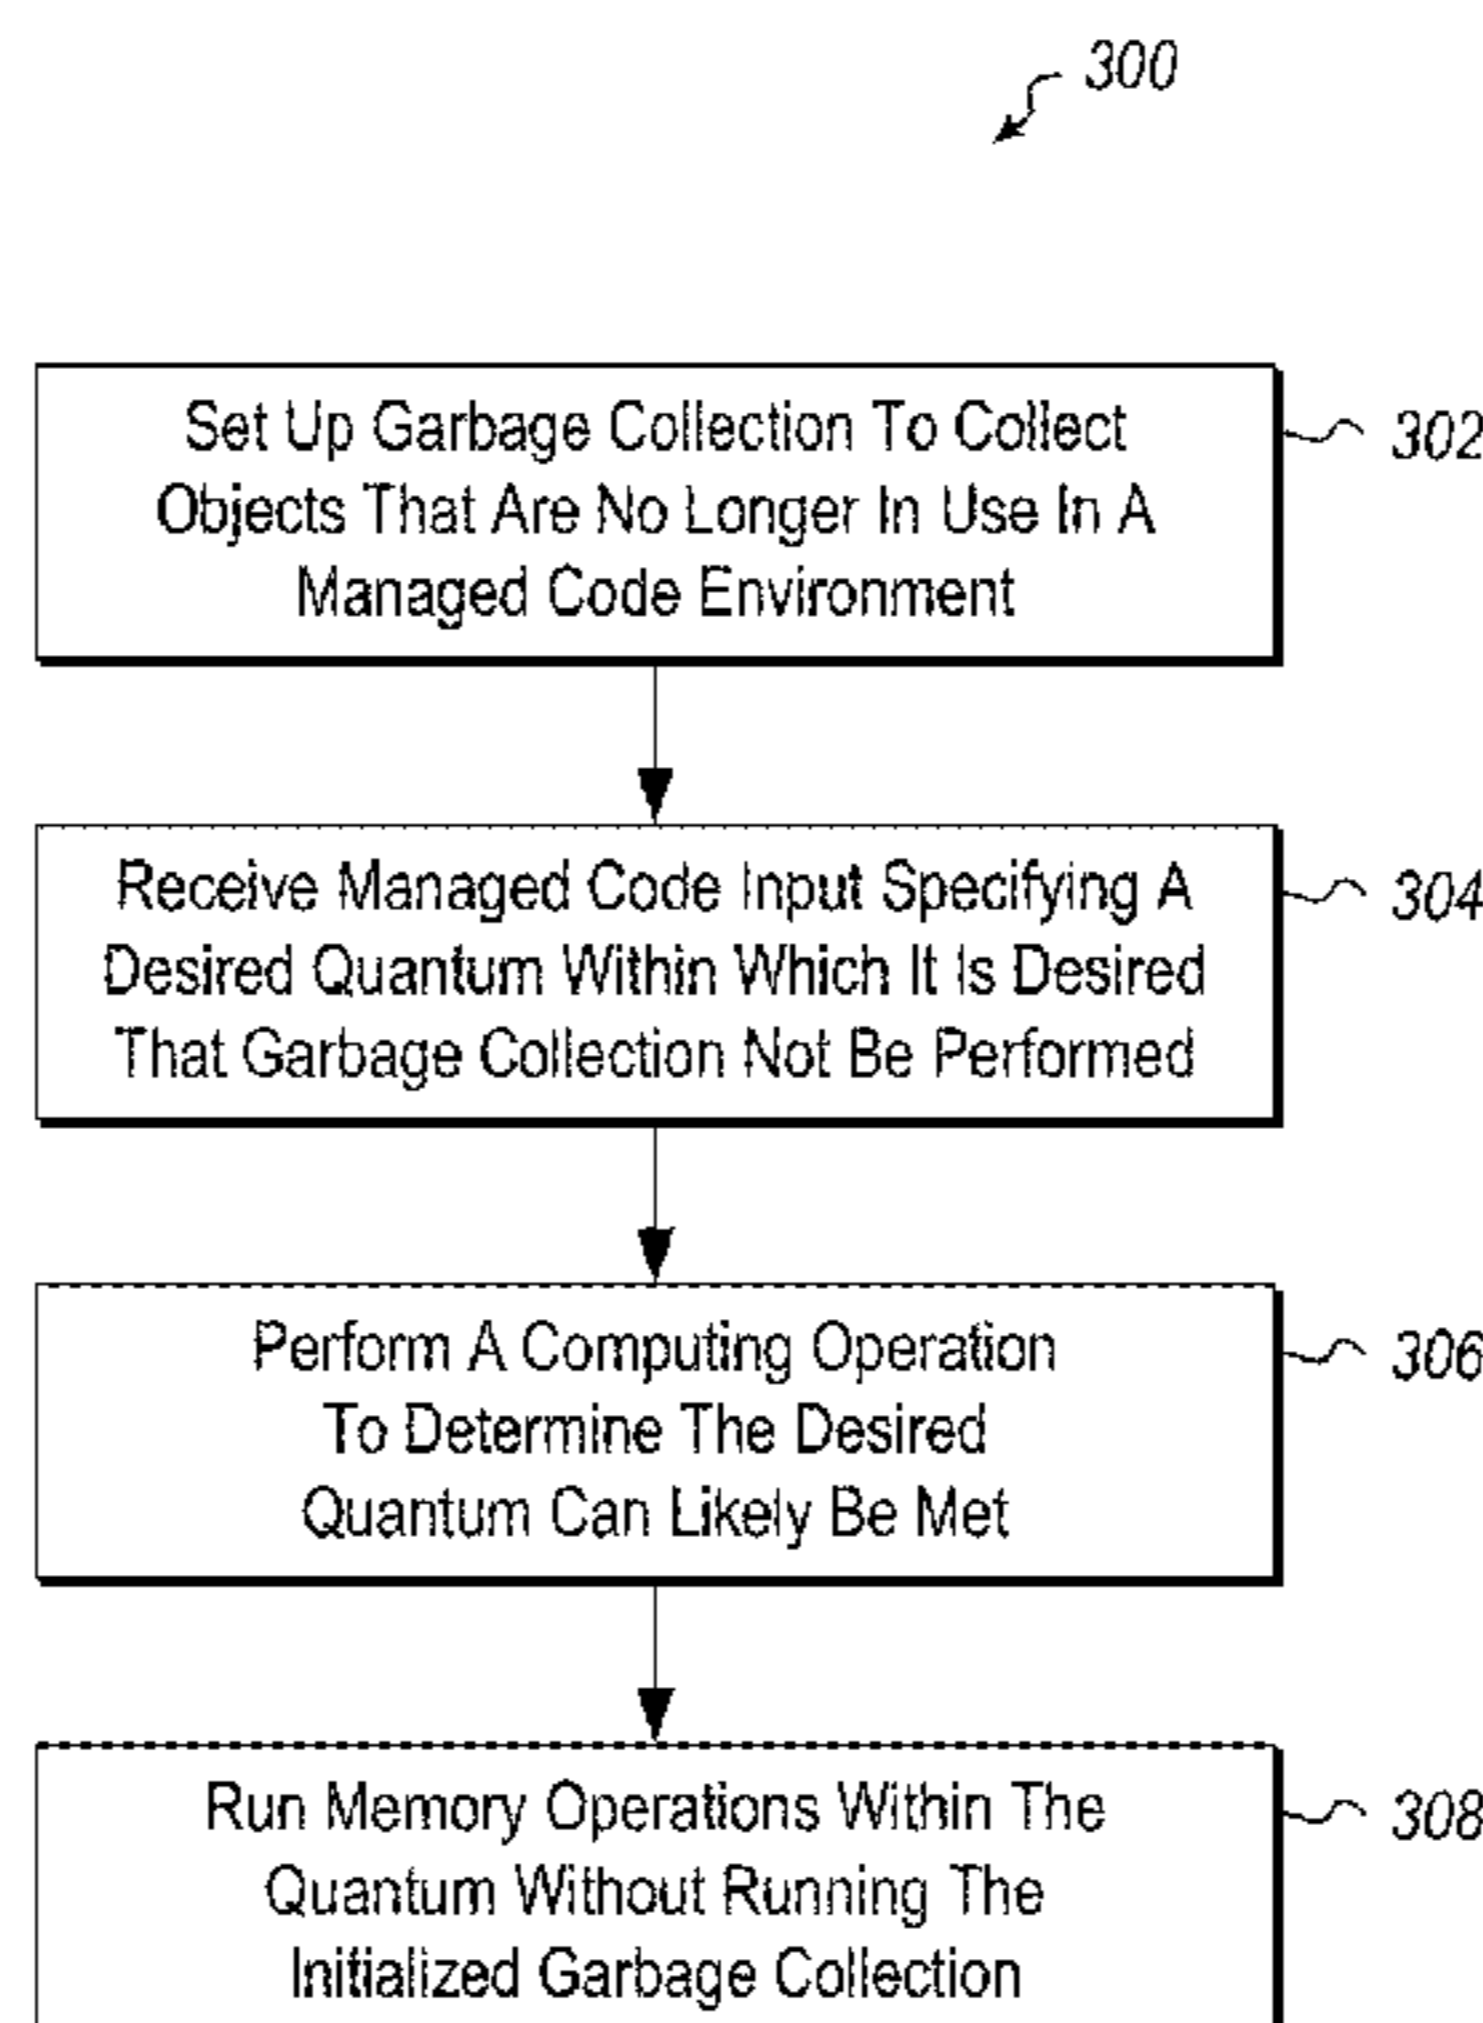 300
Set Up Garbage Collection To Collect
Objects That Are No Longer In Use In A
Managed Code Environment
302
Receive Managed Code Input Specifying A
Desired Quantum Within Which It Is Desired
That Garbage Collection Not Be Performed
304
Perform A Computing Operation
To Determine The Desired
Quantum Can Likely Be Met
306
Run Memory Operations Within The
Quantum Without Running The
Initialized Garbage Collection
308